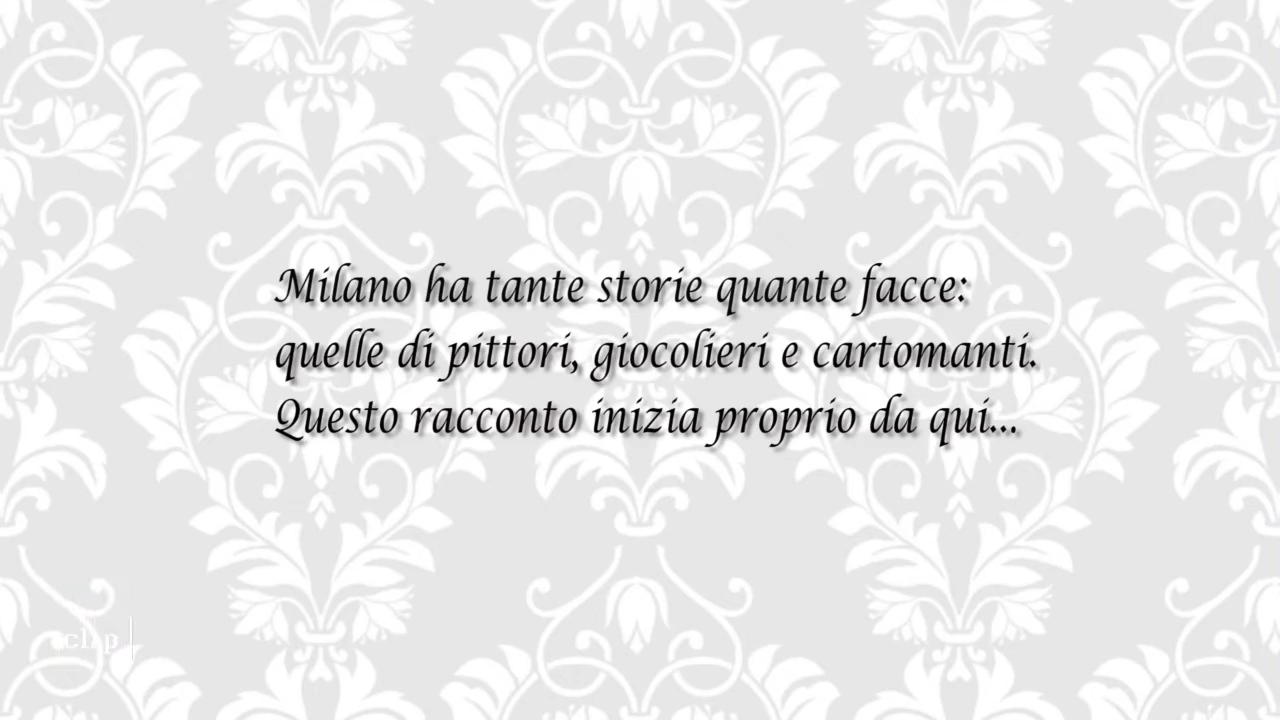 Milano ha tante storie quante facce:
quelle di pittori, giocolieri e cartomanti.
Questo racconto inizia proprio da qui...